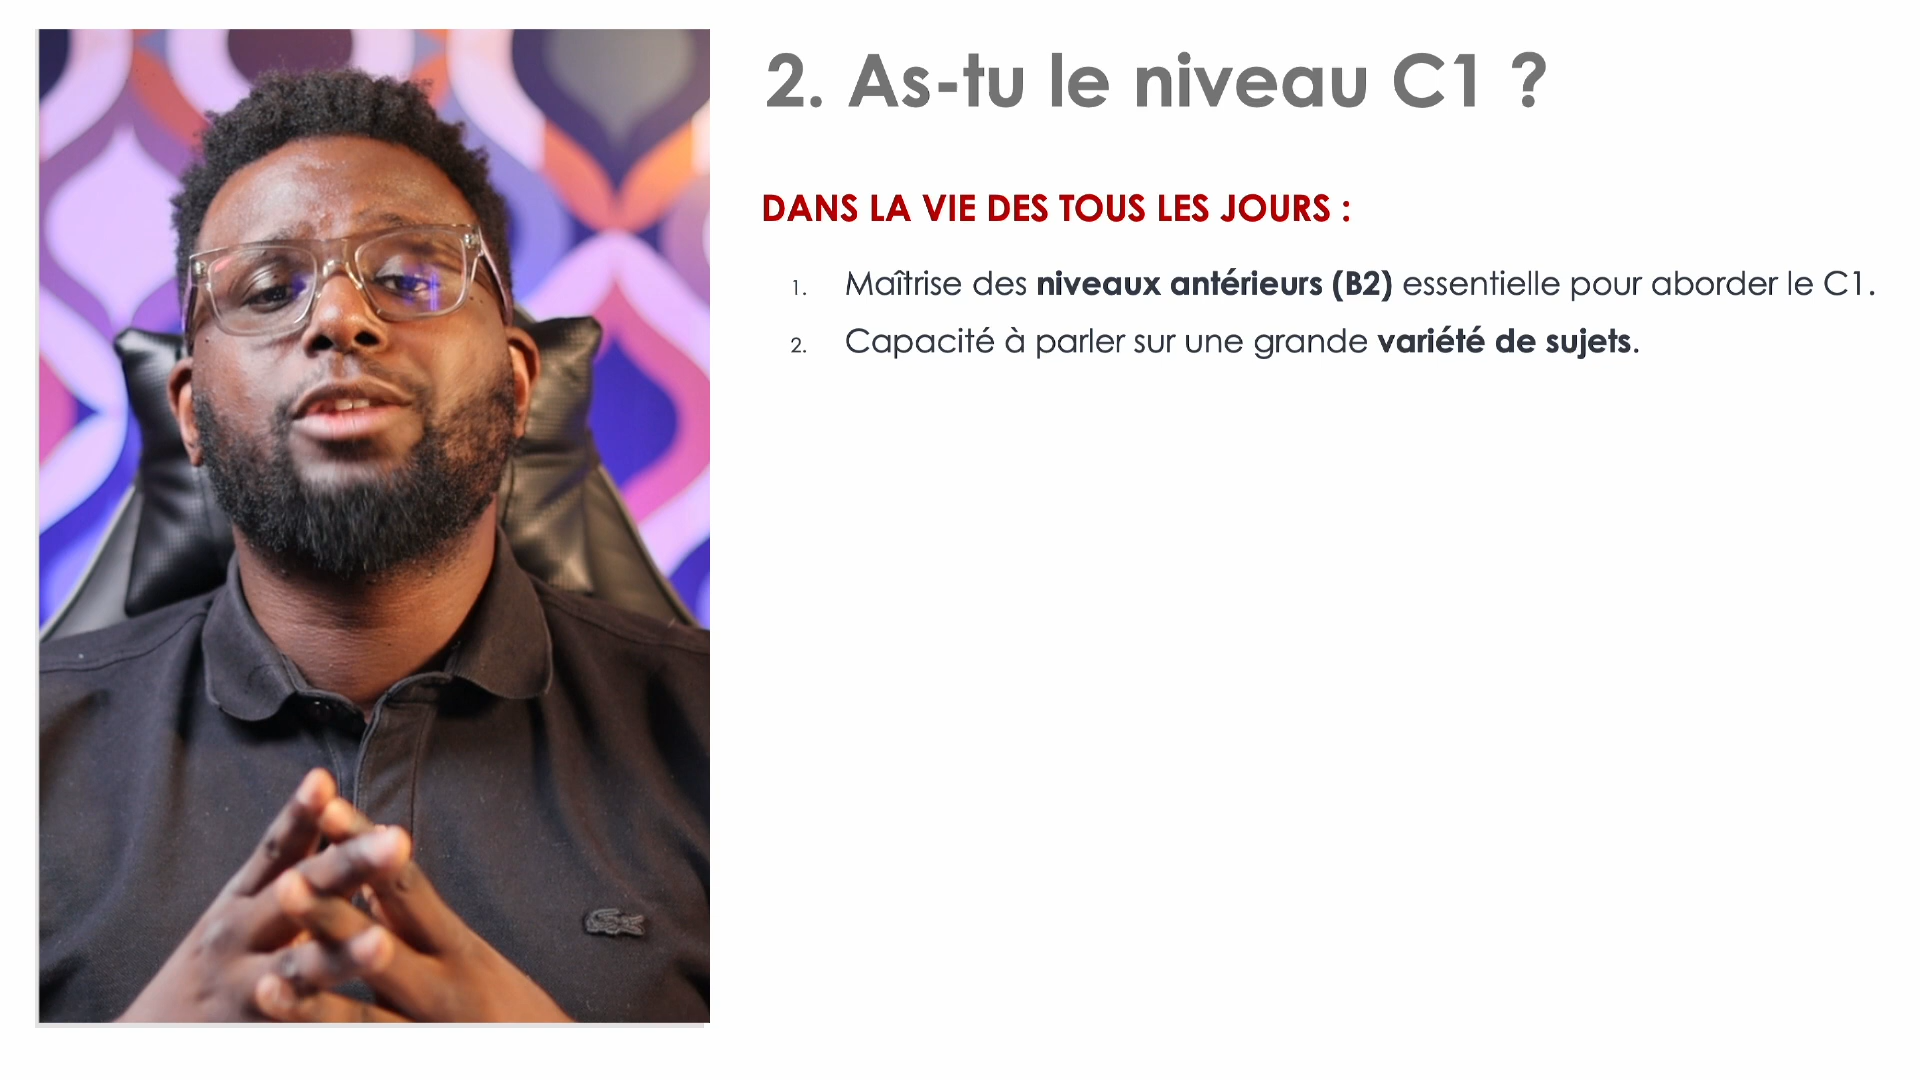 2. As-tu le niveau C1 ?
DANS LA VIE DES TOUS LES JOURS :
1. Maîtrise des niveaux antérieurs (B2) essentielle pour aborder le C1.
2. Capacité à parler sur une grande variété de sujets.